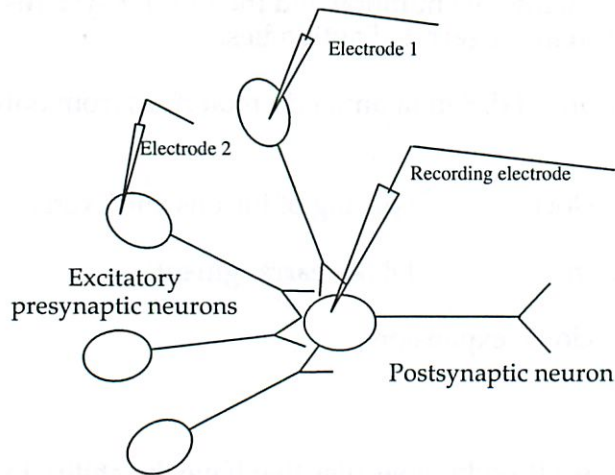 Electrode 1
Electrode 2
Recording electrode
Excitatory
presynaptic neurons
Postsynaptic neuron